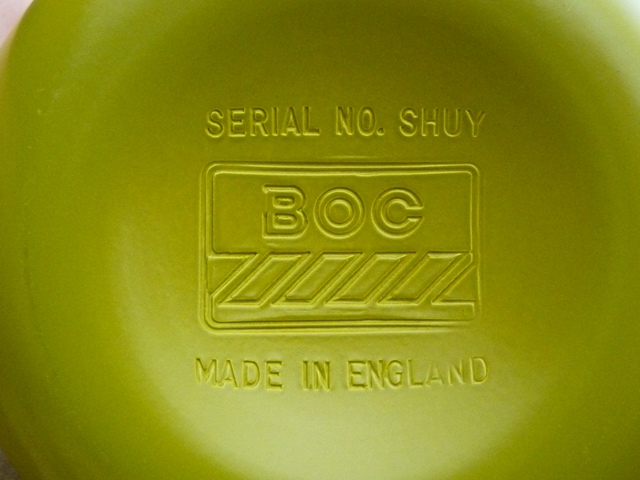 SERIAL NO. SHUY
BOC
MADE IN ENGLAND